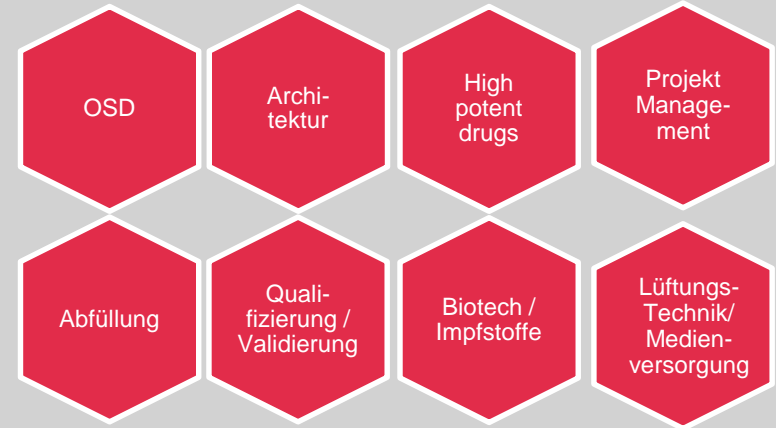 OSD
Archi-
tektur
High
potent
drugs
Projekt
Manage-
ment
Abfüllung
Quali-
fizierung /
Validierung
Biotech /
Impfstoffe
Lüftungs-
Technik/
Medien-
versorgung